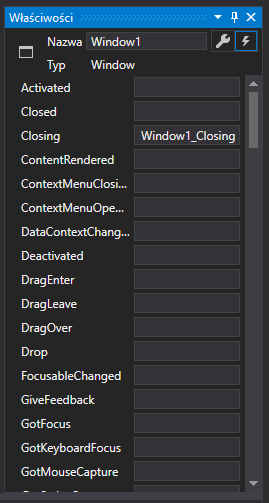 Właściwości
Nazwa Window1
Typ Window
Activated
Closed
Closing Window1_Closing
ContentRendered
ContextMenuClosi...
ContextMenuOpe...
DataContextChang...
Deactivated
DragEnter
DragLeave
DragOver
Drop
FocusableChanged
GiveFeedback
GotFocus
GotKeyboardFocus
GotMouseCapture